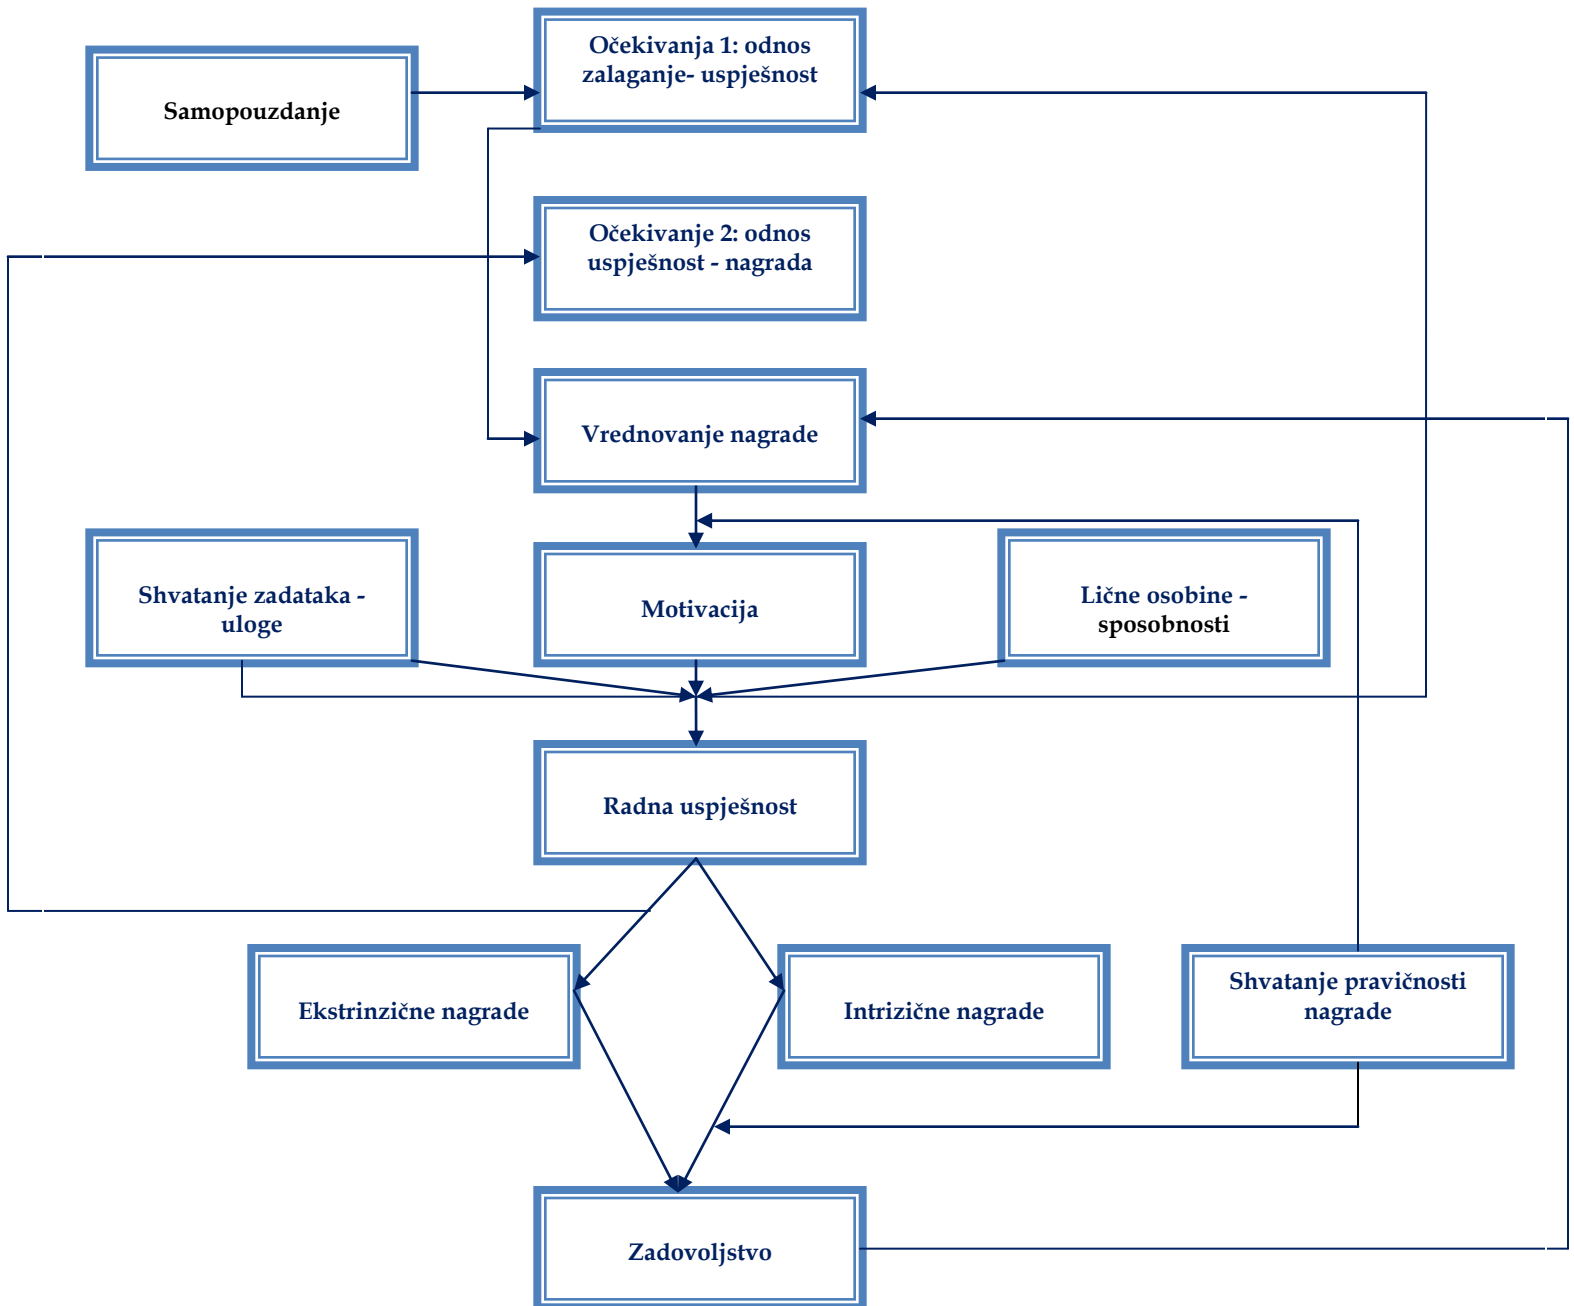 Očekivanja 1: odnos
zalaganje- uspješnost
Samopouzdanje
Očekivanje 2: odnos
uspješnost - nagrada
Vrednovanje nagrade
Shvatanje zadataka -
uloge
Motivacija
Lične osobine -
sposobnosti
Radna uspješnost
Ekstrinzične nagrade
Intrizične nagrade
Shvatanje pravičnosti
nagrade
Zadovoljstvo